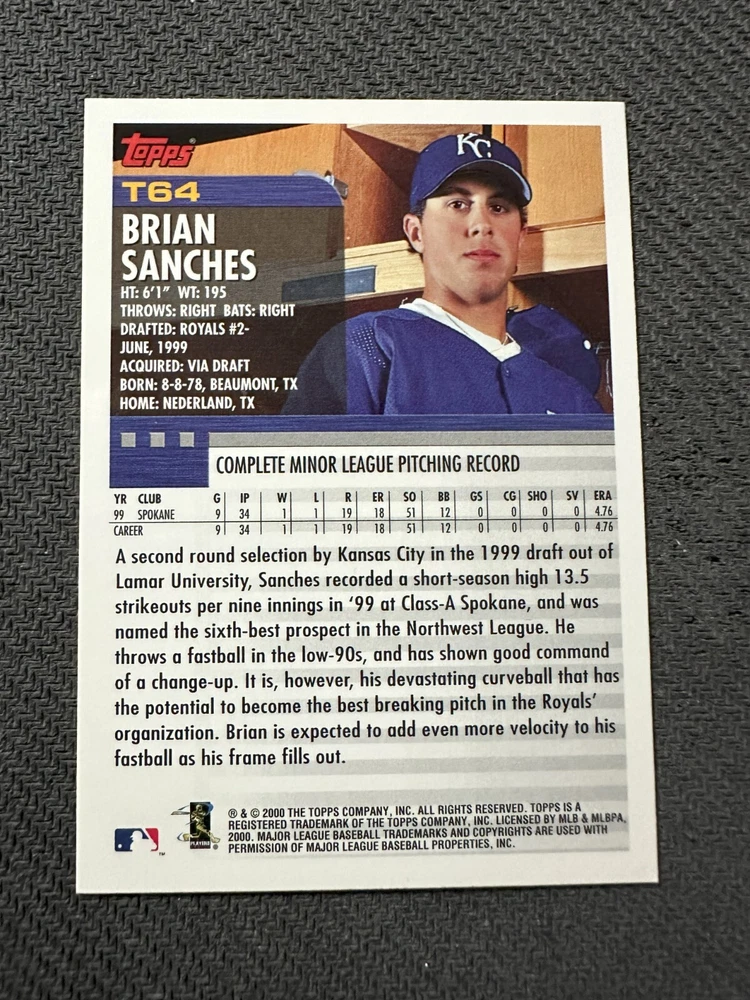 Topps®
T64
KC
BRIAN
SANCHES
HT: 6'1" WT: 195
THROWS: RIGHT BATS: RIGHT
DRAFTED: ROYALS #2-
JUNE, 1999
ACQUIRED: VIA DRAFT
BORN: 8-8-78, BEAUMONT, TX
HOME: NEDERLAND, TX
COMPLETE MINOR LEAGUE PITCHING RECORD
YR CLUB G IP W L R ER SO BB GS CG SHO SV ERA
99 SPOKANE 9 34 1 1 19 18 51 12 0 0 0 0 4.76
CAREER 9 34 1 1 19 18 51 12 0 0 0 0 4.76
A second round selection by Kansas City in the 1999 draft out of
Lamar University, Sanches recorded a short-season high 13.5
strikeouts per nine innings in '99 at Class-A Spokane, and was
named the sixth-best prospect in the Northwest League. He
throws a fastball in the low-90s, and has shown good command
of a change-up. It is, however, his devastating curveball that has
the potential to become the best breaking pitch in the Royals'
organization. Brian is expected to add even more velocity to his
fastball as his frame fills out.
® & © 2000 THE TOPPS COMPANY, INC. ALL RIGHTS RESERVED. TOPPS IS A
REGISTERED TRADEMARK OF THE TOPPS COMPANY, INC. LICENSED BY MLB & MLBPA,
2000. MAJOR LEAGUE BASEBALL TRADEMARKS AND COPYRIGHTS ARE USED WITH
PERMISSION OF MAJOR LEAGUE BASEBALL PROPERTIES, INC.
TM
PLAYERS